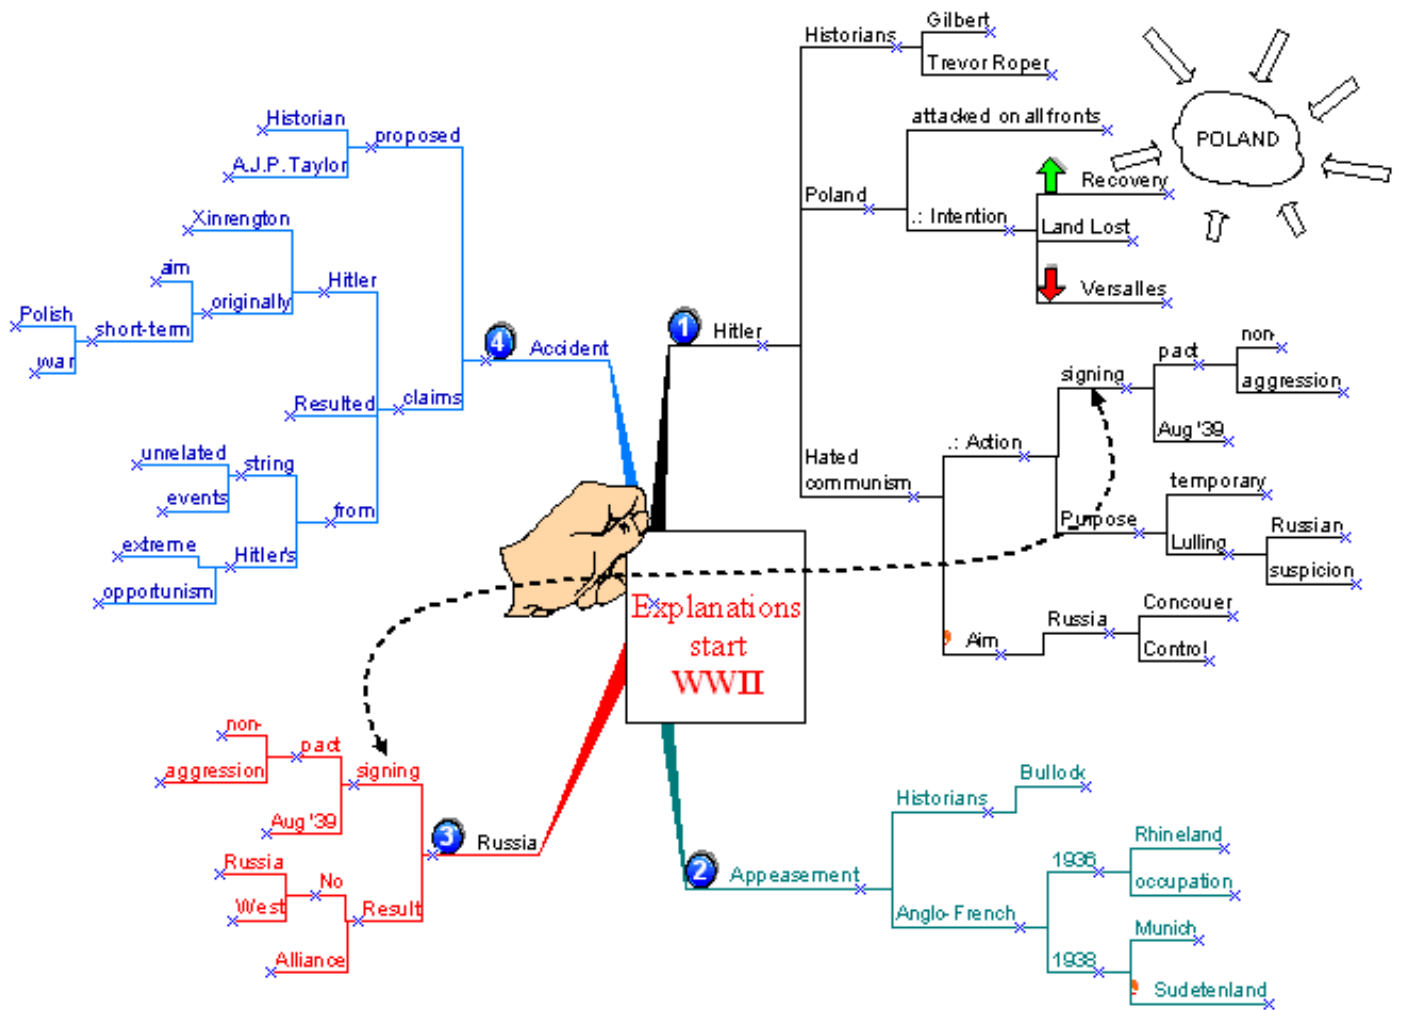 Explanations
start
WWII
1
Hitler
Historians
Gilbert
Trevor Roper
Poland
attacked on all fronts
.: Intention
Recovery
Land Lost
Versalles
POLAND
Hated
communism
.: Action
signing
pact
non-
aggression
Aug '39
Purpose
temporary
Lulling
Russian
suspicion
Aim
Russia
Concouer
Control
2
Appeasement
Historians
Bullock
Anglo-French
1936
Rhineland
occupation
1938
Munich
Sudetenland
3
Russia
signing
pact
non-
aggression
Aug '39
Result
No
Russia
West
Alliance
4
Accident
proposed
Historian
A.J.P. Taylor
claims
Hitler
Xinrengton
originally
aim
short-term
Polish
war
Resulted
from
string
unrelated
events
Hitler's
extreme
opportunism